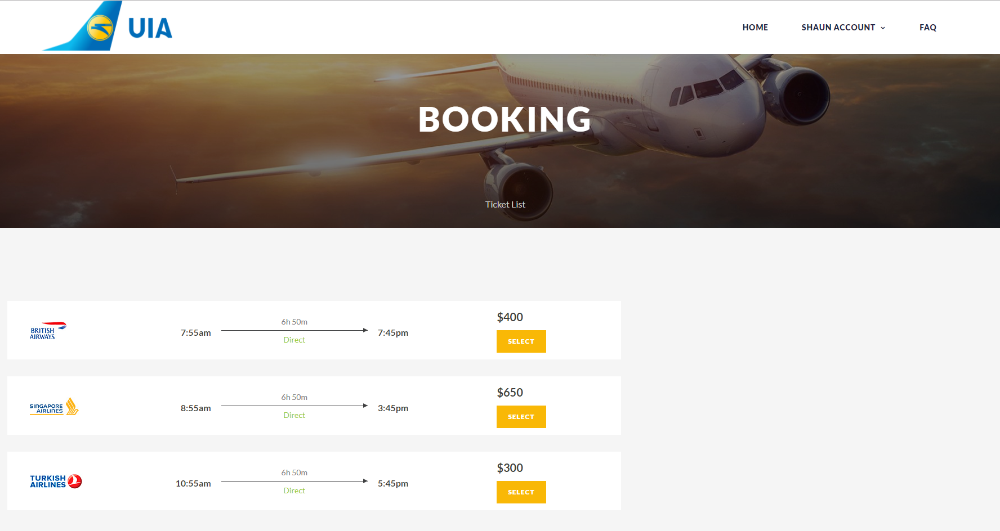 UIA
HOME
SHAUN ACCOUNT
FAQ
BOOKING
Ticket List
BRITISH
AIRWAYS
7:55am
6h 50m
Direct
7:45pm
$400
SELECT
SINGAPORE
AIRLINES
8:55am
6h 50m
Direct
3:45pm
$650
SELECT
TURKISH
AIRLINES
10:55am
6h 50m
Direct
5:45pm
$300
SELECT